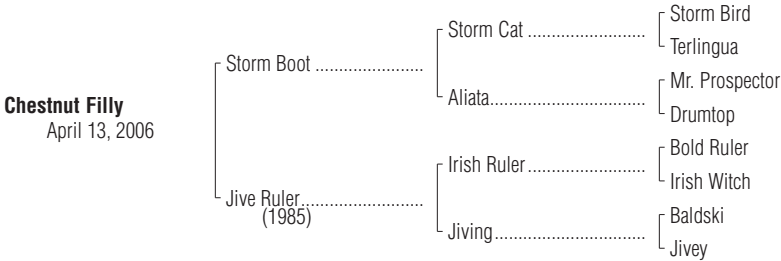 Chestnut Filly
April 13, 2006
Storm Boot ......................
Jive Ruler.........................
(1985)
Storm Cat ........................
Aliata................................
Irish Ruler ........................
Jiving...............................
Storm Bird
Terlingua
Mr. Prospector
Drumtop
Bold Ruler
Irish Witch
Baldski
Jivey